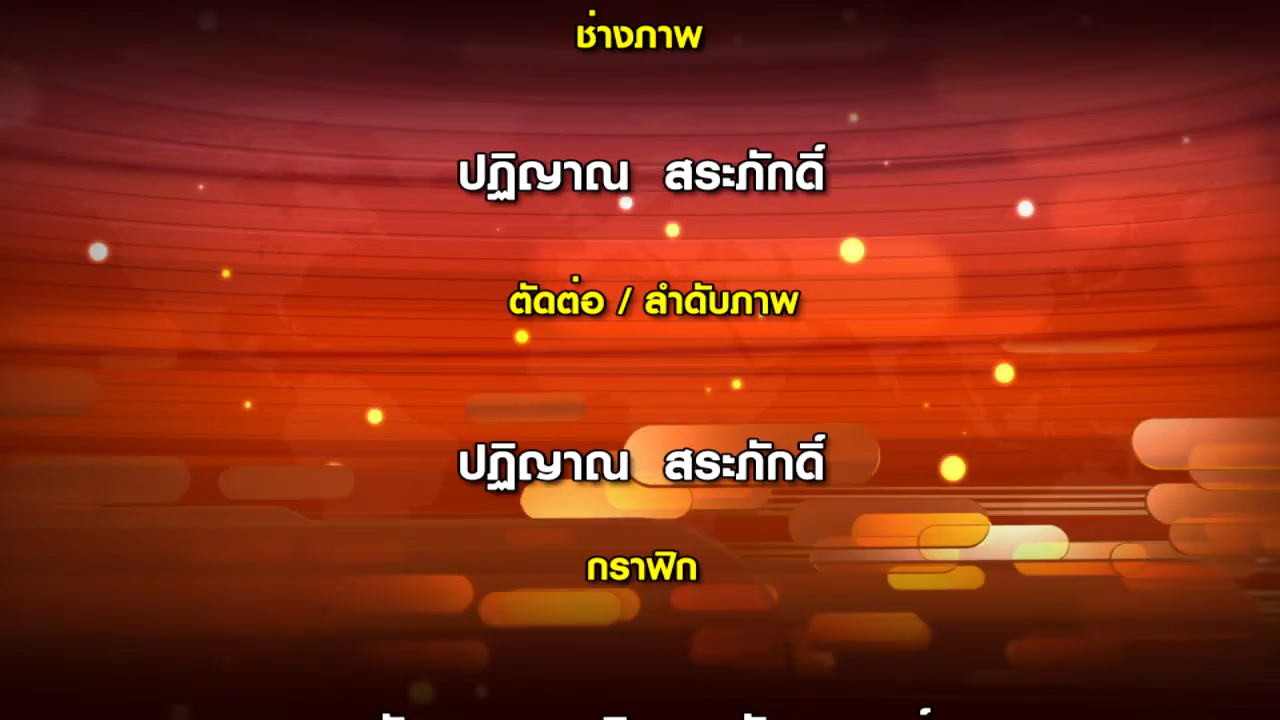 ช่างภาพ
ปฏิญาณ สระภักดิ์
ตัดต่อ / ลำดับภาพ
ปฏิญาณ สระภักดิ์
กราฟิก